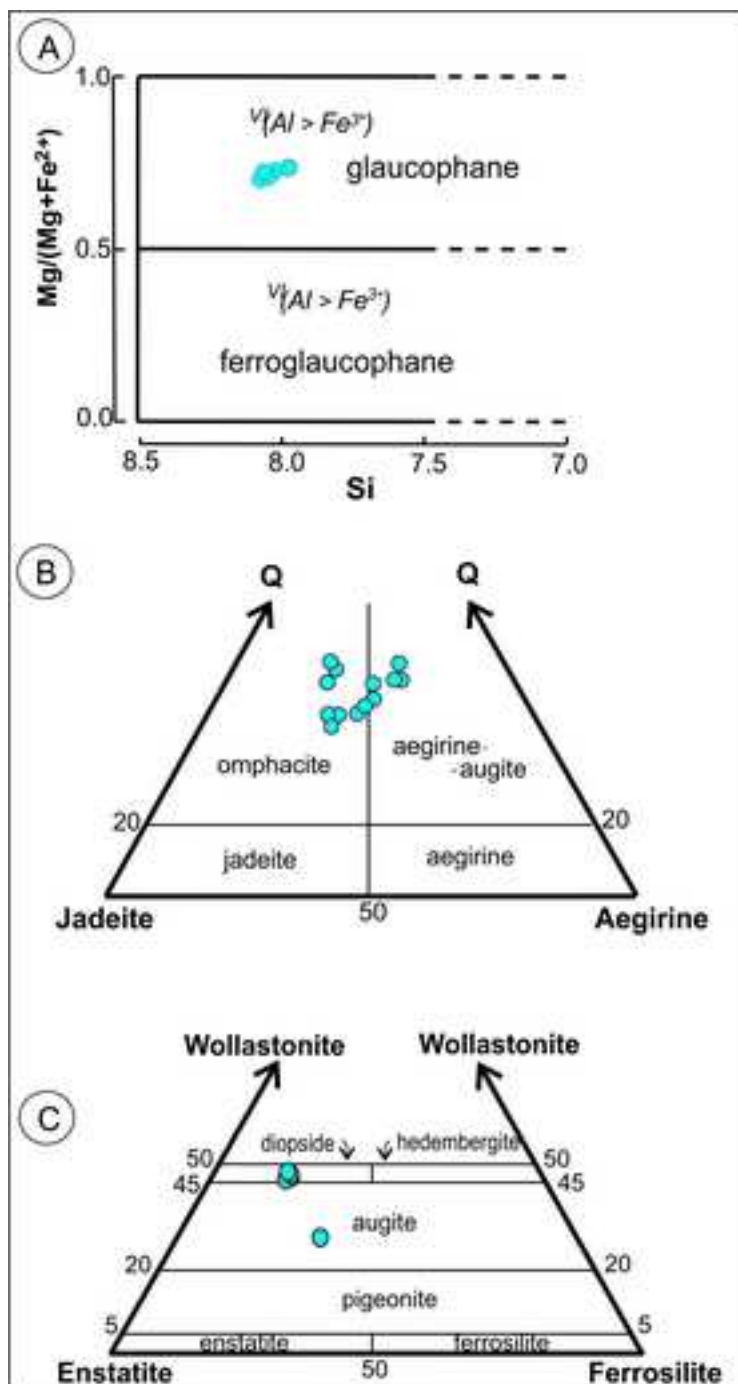 A
1.0
VI(Al > Fe³⁺)
glaucophane
Mg/(Mg+Fe²⁺)
0.5
VI(Al > Fe³⁺)
ferroglaucophane
0.0
8.5 8.0 7.5 7.0
Si
B
Q Q
omphacite
aegirine-
-augite
20 20
jadeite aegirine
Jadeite 50 Aegirine
Wollastonite Wollastonite
C
diopside hedembergite
50 50
45 45
augite
20 20
pigeonite
5 5
enstabte ferrosilite
Enstatite 50 Ferrosilite